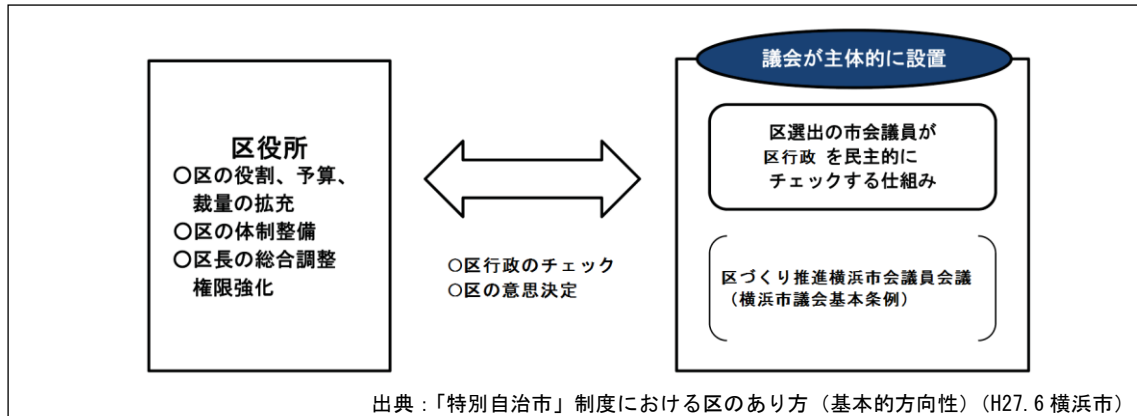 区役所
〇区の役割、予算、
裁量の拡充
〇区の体制整備
〇区長の総合調整
権限強化
〇区行政のチェック
〇区の意思決定
議会が主体的に設置
区選出の市会議員が
区行政 を民主的に
チェックする仕組み
区づくり推進横浜市会議員会議
(横浜市議会基本条例)
出典:「特別自治市」制度における区のあり方(基本的方向性)(H27.6 横浜市)